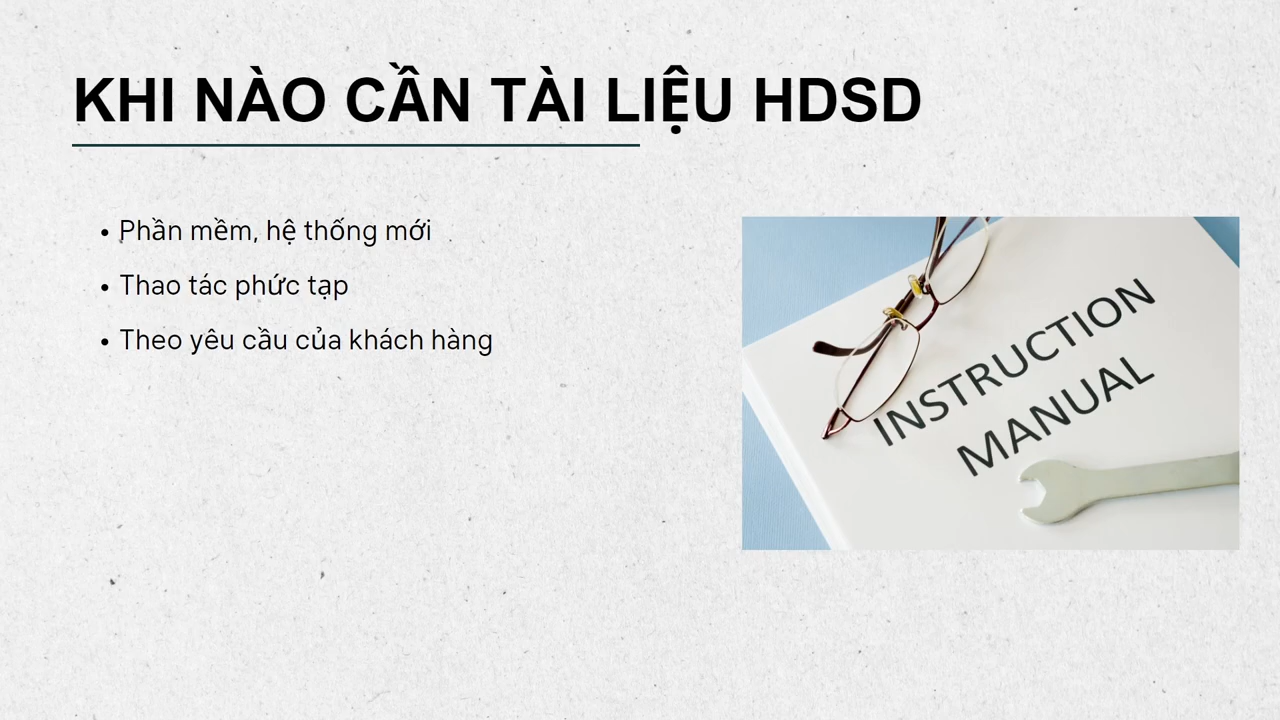 KHI NÀO CẦN TÀI LIỆU HDSD
• Phần mềm, hệ thống mới
• Thao tác phức tạp
• Theo yêu cầu của khách hàng
INSTRUCTION
MANUAL